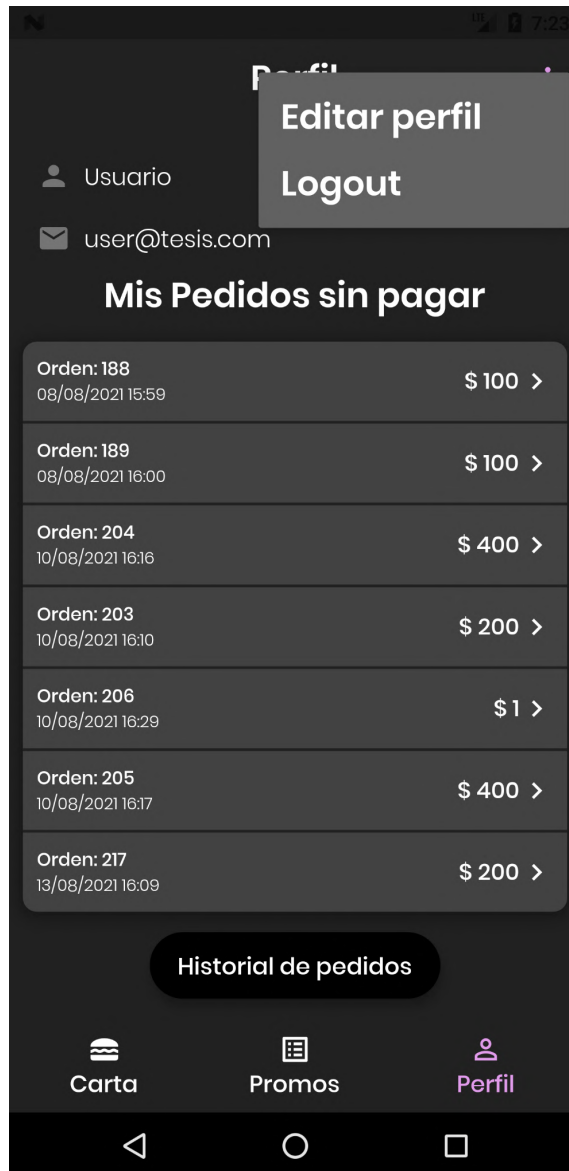 7:23
Perfil
Editar perfil
Usuario
Logout
user@tesis.com
Mis Pedidos sin pagar
Orden: 188
$ 100
08/08/2021 15:59
Orden: 189
$ 100
08/08/2021 16:00
Orden: 204
$ 400
10/08/2021 16:16
Orden: 203
$ 200
10/08/2021 16:10
Orden: 206
$ 1
10/08/2021 16:29
Orden: 205
$ 400
10/08/2021 16:17
Orden: 217
$ 200
13/08/2021 16:09
Historial de pedidos
Carta Promos Perfil